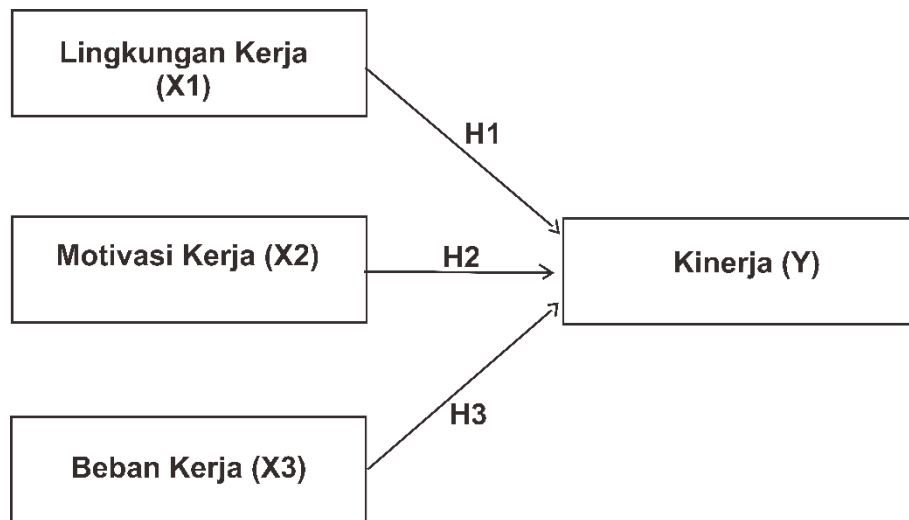 Lingkungan Kerja
(X1)
H1
Motivasi Kerja (X2)
H2
Kinerja (Y)
H3
Beban Kerja (X3)